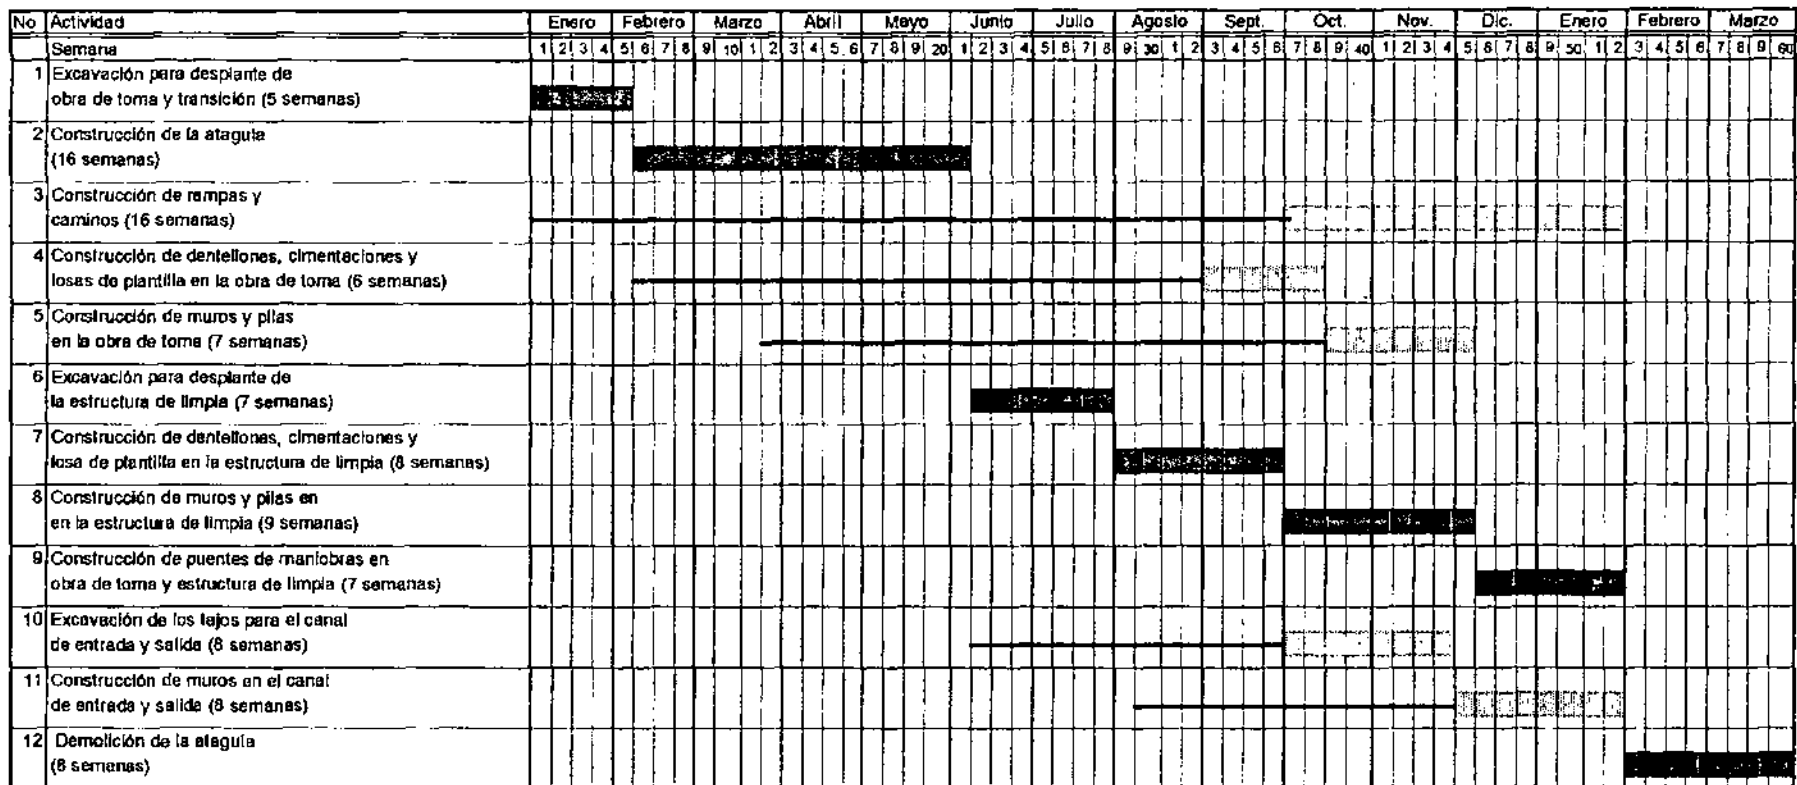 No Actividad Enero Febrero Marzo Abril Mayo Junio Julio Agosto Sept. Oct. Nov. Dic. Enero Febrero Marzo
Semana 1 2 3 4 5 6 7 8 9 10 1 2 3 4 5 6 7 8 9 20 1 2 3 4 5 6 7 8 9 30 1 2 3 4 5 6 7 8 9 40 1 2 3 4 5 6 7 8 9 50 1 2 3 4 5 6 7 8 9 60
1 Excavación para desplante de
obra de toma y transición (5 semanas)
2 Construcción de la ataguía
(16 semanas)
3 Construcción de rampas y
caminos (16 semanas)
4 Construcción de dentellones, cimentaciones y
losas de plantilla en la obra de toma (6 semanas)
5 Construcción de muros y pilas
en la obra de toma (7 semanas)
6 Excavación para desplante de
la estructura de limpia (7 semanas)
7 Construcción de dentellones, cimentaciones y
losa de plantilla en la estructura de limpia (8 semanas)
8 Construcción de muros y pilas en
en la estructura de limpia (9 semanas)
9 Construcción de puentes de maniobras en
obra de toma y estructura de limpia (7 semanas)
10 Excavación de los tajos para el canal
de entrada y salida (8 semanas)
11 Construcción de muros en el canal
de entrada y salida (8 semanas)
12 Demolición de la ataguía
(8 semanas)